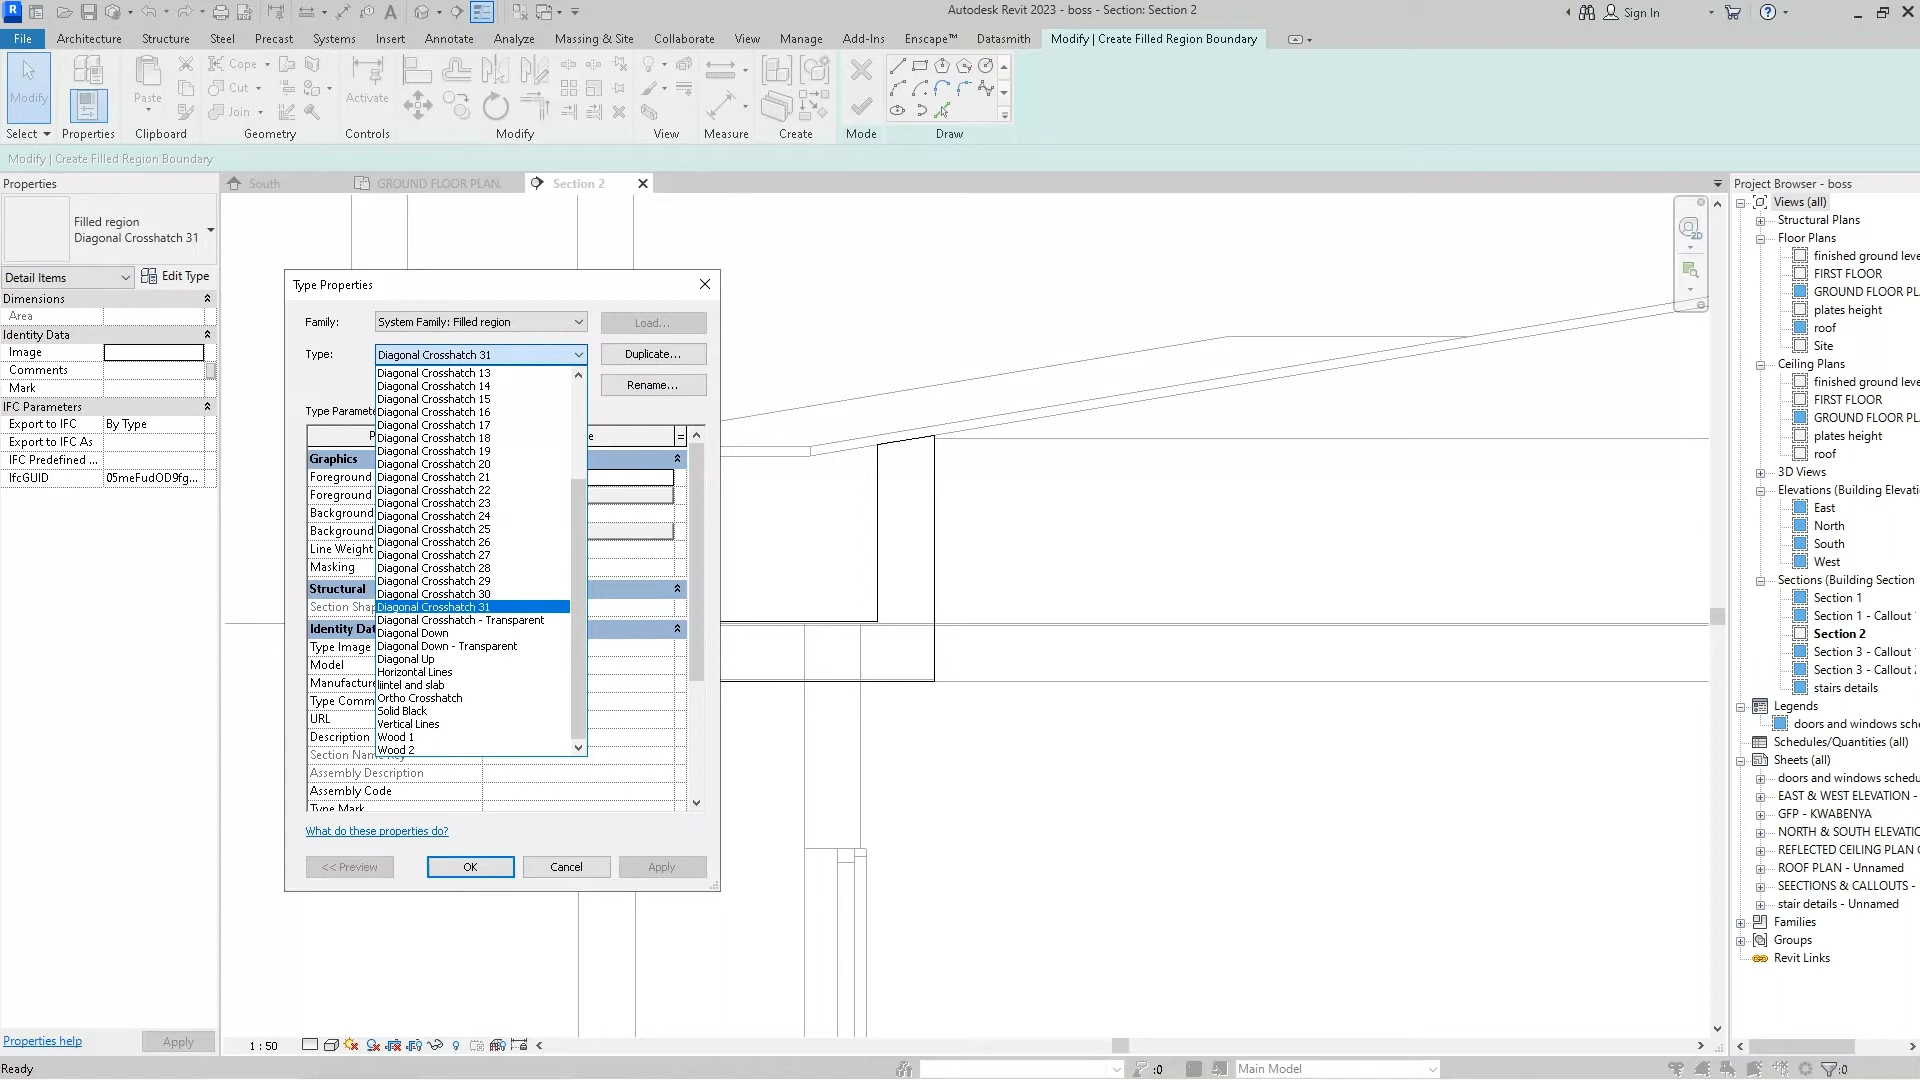 Autodesk Revit 2023 - boss - Section: Section 2
Sign In
File
Architecture
Structure
Steel
Precast
Systems
Insert
Annotate
Analyze
Massing & Site
Collaborate
View
Manage
Add-Ins
Enscape™
Datasmith
Modify | Create Filled Region Boundary
Modify
Paste
Cope
Cut
Join
Activate
Select
Properties
Clipboard
Geometry
Controls
Modify
View
Measure
Create
Mode
Draw
Modify | Create Filled Region Boundary
Properties
Filled region
Diagonal Crosshatch 31
Detail Items
Edit Type
Dimensions
Area
Identity Data
Image
Comments
Mark
IFC Parameters
Export to IFC By Type
Export to IFC As
IFC Predefined ...
IfcGUID 05meFudOD9fg...
Properties help
Apply
South
GROUND FLOOR PLAN.
Section 2
Type Properties
Family:
System Family: Filled region
Load...
Type:
Diagonal Crosshatch 31
Duplicate...
Rename...
Type Paramete
Graphics
Foreground
Foreground
Background
Background
Line Weight
Masking
Structural
Section Shap
Identity Dat
Type Image
Model
Manufacture
Type Comm
URL
Description
Section Name Key
Assembly Description
Assembly Code
Type Mark
=
Diagonal Crosshatch 13
Diagonal Crosshatch 14
Diagonal Crosshatch 15
Diagonal Crosshatch 16
Diagonal Crosshatch 17
Diagonal Crosshatch 18
Diagonal Crosshatch 19
Diagonal Crosshatch 20
Diagonal Crosshatch 21
Diagonal Crosshatch 22
Diagonal Crosshatch 23
Diagonal Crosshatch 24
Diagonal Crosshatch 25
Diagonal Crosshatch 26
Diagonal Crosshatch 27
Diagonal Crosshatch 28
Diagonal Crosshatch 29
Diagonal Crosshatch 30
Diagonal Crosshatch 31
Diagonal Crosshatch - Transparent
Diagonal Down
Diagonal Down - Transparent
Diagonal Up
Horizontal Lines
liintel and slab
Ortho Crosshatch
Solid Black
Vertical Lines
Wood 1
Wood 2
What do these properties do?
<< Preview
OK
Cancel
Apply
2D
Project Browser - boss
Views (all)
Structural Plans
Floor Plans
finished ground leve
FIRST FLOOR
GROUND FLOOR PL
plates height
roof
Site
Ceiling Plans
finished ground leve
FIRST FLOOR
GROUND FLOOR PL
plates height
roof
3D Views
Elevations (Building Elevati
East
North
South
West
Sections (Building Section
Section 1
Section 1 - Callout
Section 2
Section 3 - Callout
Section 3 - Callout
stairs details
Legends
doors and windows sche
Schedules/Quantities (all)
Sheets (all)
doors and windows schedu
EAST & WEST ELEVATION -
GFP - KWABENYA
NORTH & SOUTH ELEVATIO
REFLECTED CEILING PLAN
ROOF PLAN - Unnamed
SEECTIONS & CALLOUTS -
stair details - Unnamed
Families
Groups
Revit Links
1 : 50
Ready
:0
Main Model
:0